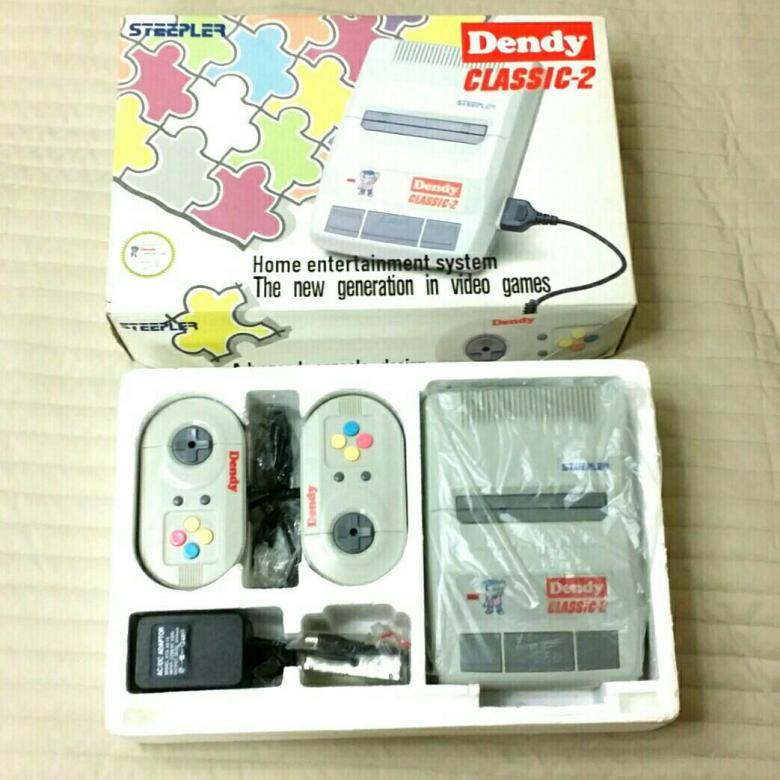 STEEPLER
Dendy
CLASSIC-2
STEEPLER
Dendy
CLASSIC-2
Dendy
Home entertainment system
The new generation in video games
STEEPLER
Dendy
Dendy
Dendy
STEEPLER
Dendy
CLASSIC-2
AC/DC ADAPTOR